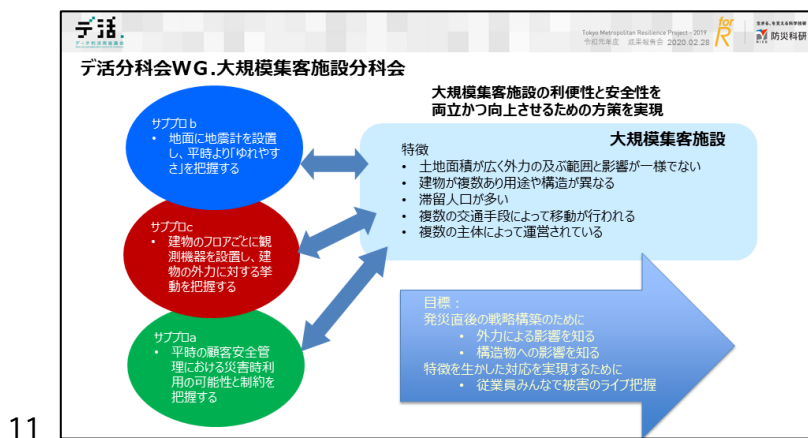 デ活.
データ利活用協議会
Tokyo Metropolitan Resilience Project - 2019
令和元年度 成果報告会 2020.02.28
for
R
生きる、を支える科学技術
NIED
防災科研
デ活分科会WG.大規模集客施設分科会
大規模集客施設の利便性と安全性を
両立かつ向上させるための方策を実現
サブプロb
• 地面に地震計を設置
し、平時より「ゆれやす
さ」を把握する
サブプロc
• 建物のフロアごとに観
測機器を設置し、建
物の外力に対する挙
動を把握する
サブプロa
• 平時の顧客安全管
理における災害時利
用の可能性と制約を
把握する
大規模集客施設
特徴
• 土地面積が広く外力の及ぶ範囲と影響が一様でない
• 建物が複数あり用途や構造が異なる
• 滞留人口が多い
• 複数の交通手段によって移動が行われる
• 複数の主体によって運営されている
目標：
発災直後の戦略構築のために
• 外力による影響を知る
• 構造物への影響を知る
特徴を生かした対応を実現するために
• 従業員みんなで被害のライブ把握
11